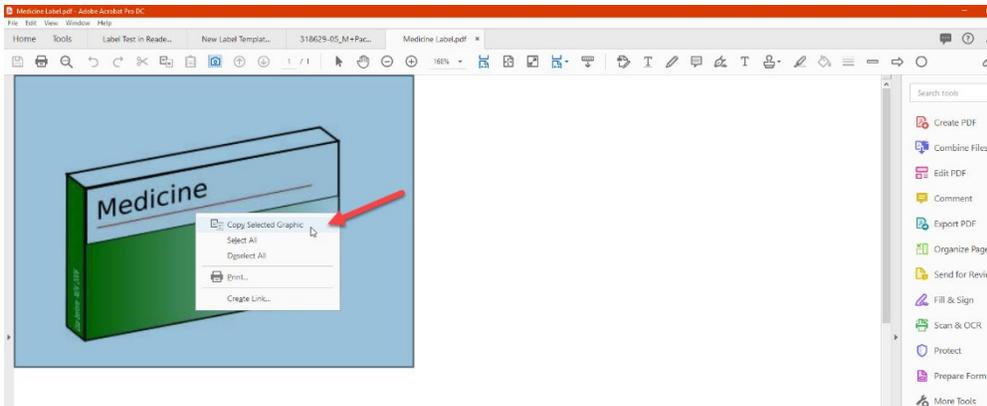 Medicine Label.pdf - Adobe Acrobat Pro DC
File Edit View Window Help
Home Tools Label Test in Reade... New Label Templat... 318629-05_M+Pac... Medicine Label.pdf ×
1 / 1 160%
Search tools
Create PDF
Combine Files
Edit PDF
Comment
Export PDF
Organize Page
Send for Revi
Fill & Sign
Scan & OCR
Protect
Prepare Form
More Tools
Medicine
Copy Selected Graphic
Select All
Deselect All
Print...
Create Link...